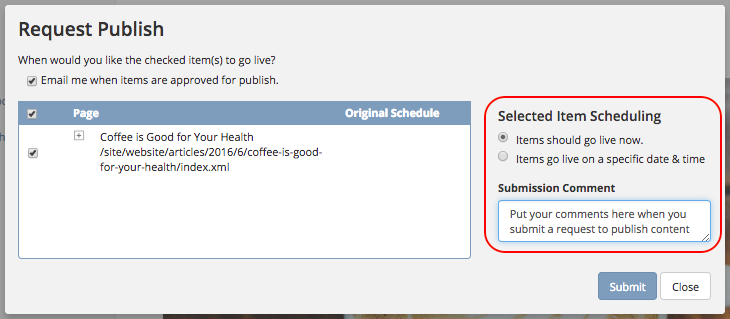 Request Publish
When would you like the checked item(s) to go live?
Email me when items are approved for publish.
Page Original Schedule
Coffee is Good for Your Health
/site/website/articles/2016/6/coffee-is-good-
for-your-health/index.xml
Selected Item Scheduling
Items should go live now.
Items go live on a specific date & time
Submission Comment
Put your comments here when you
submit a request to publish content
Submit Close